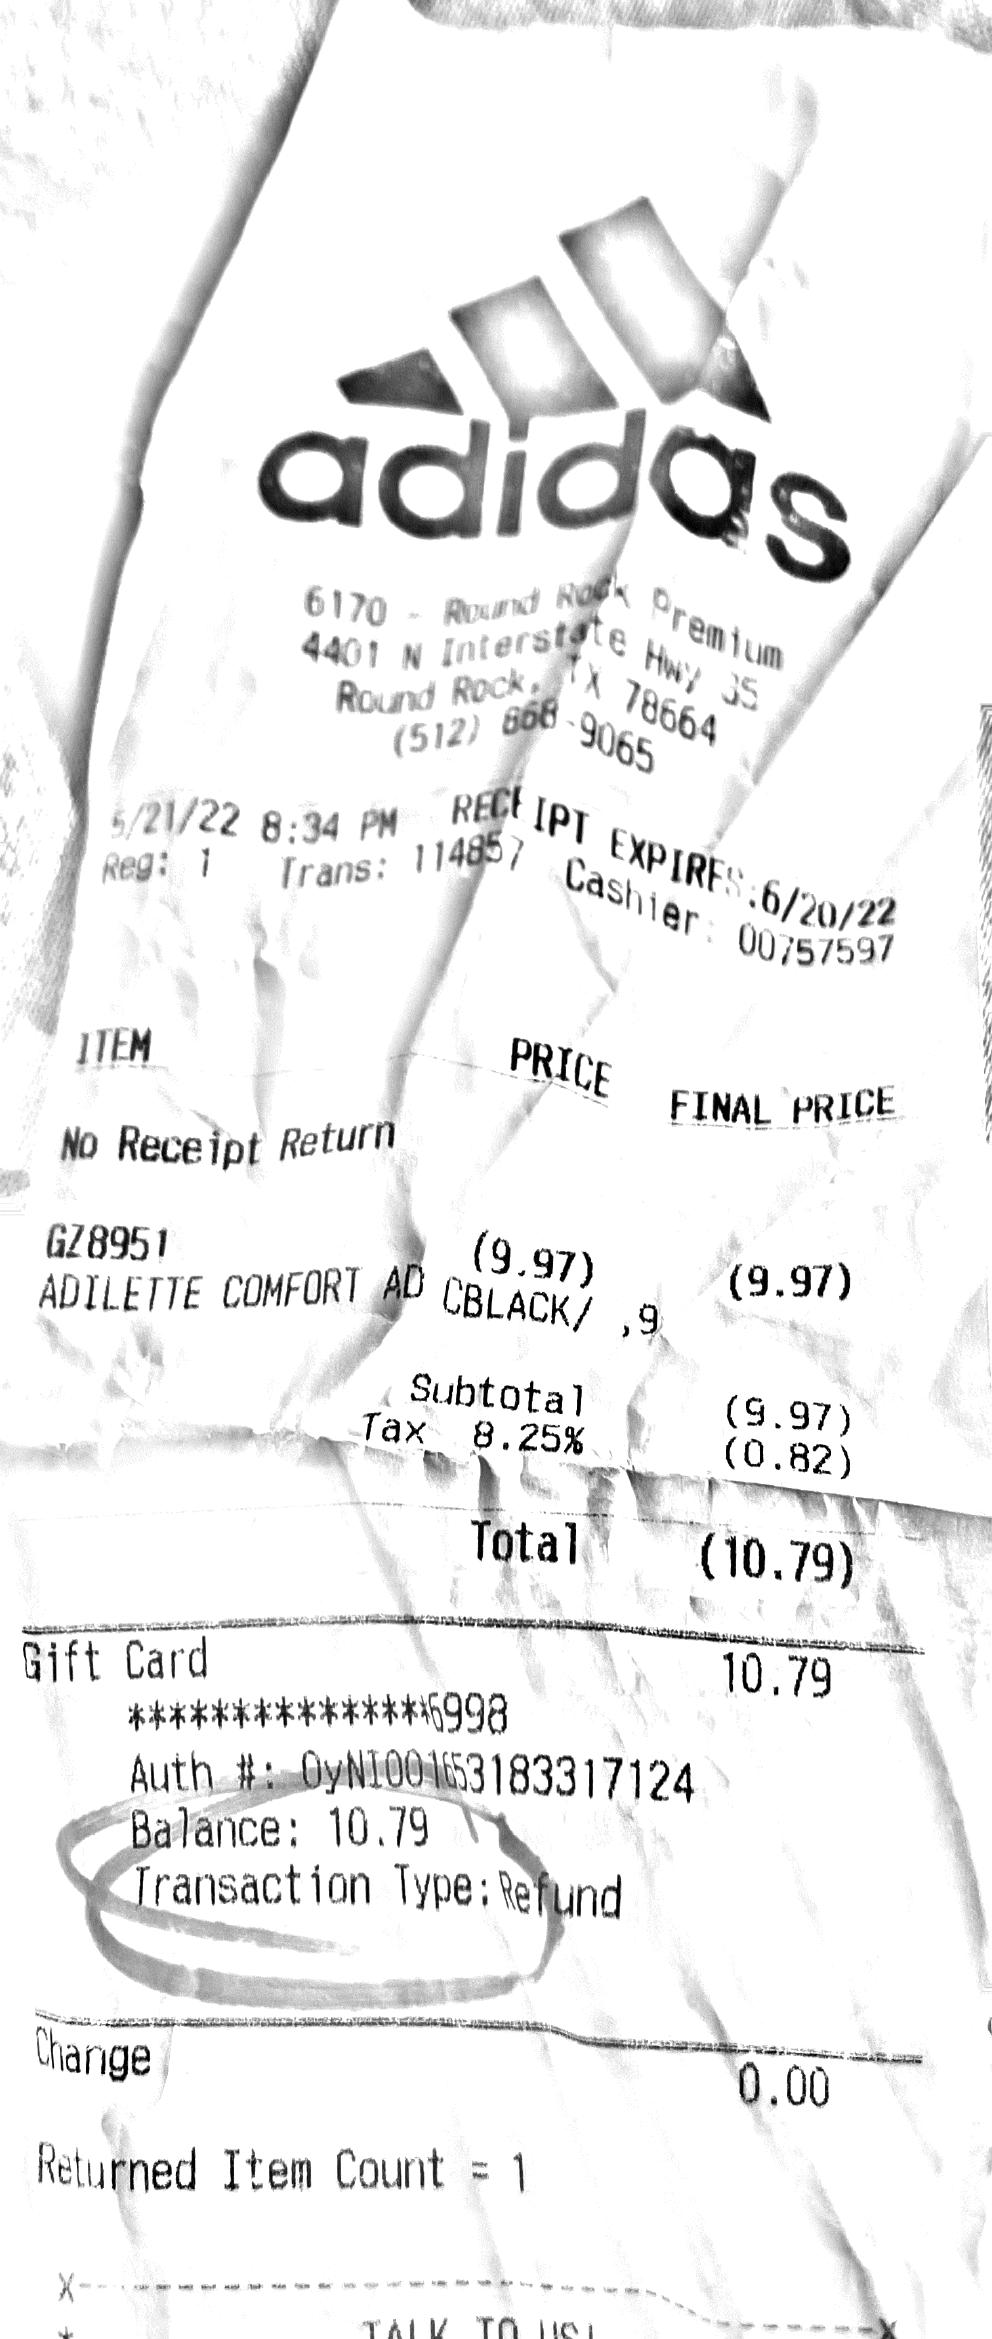 adidas
6170 - Round Rock Premium
4401 N Interstate Hwy 35
Round Rock, TX 78664
(512) 868-9065
5/21/22 8:34 PM RECEIPT EXPIRES:6/20/22
Reg: 1 Trans: 114857 Cashier: 00757597
ITEM PRICE FINAL PRICE
No Receipt Return
GZ8951 (9.97) (9.97)
ADILETTE COMFORT AD CBLACK/ ,9
Subtotal (9.97)
Tax 8.25% (0.82)
Total (10.79)
Gift Card 10.79
**************6998
Auth #: 0yNI001653183317124
Balance: 10.79
Transaction Type:Refund
Change 0.00
Returned Item Count = 1
X------------------------------X
* TALK TO US!